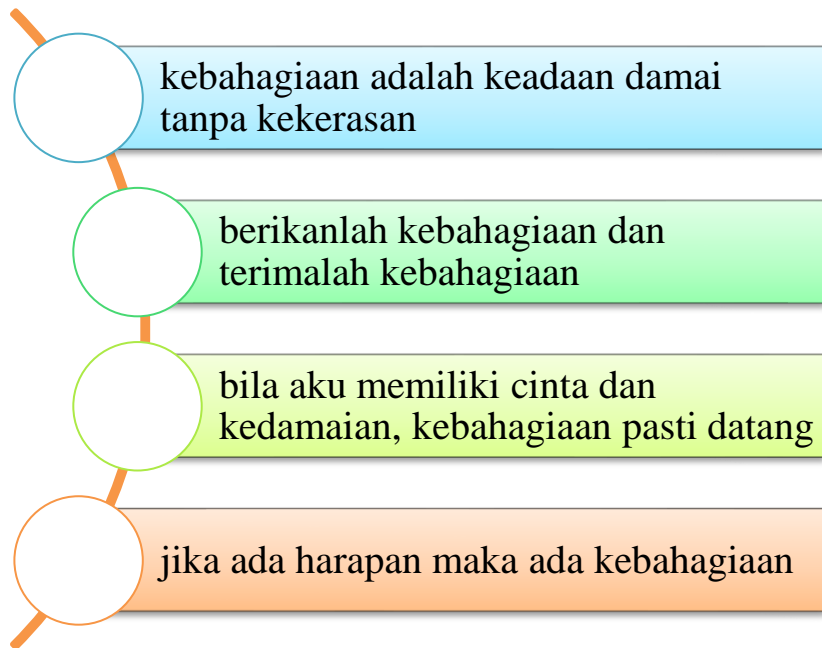 kebahagiaan adalah keadaan damai
tanpa kekerasan
berikanlah kebahagiaan dan
terimalah kebahagiaan
bila aku memiliki cinta dan
kedamaian, kebahagiaan pasti datang
jika ada harapan maka ada kebahagiaan